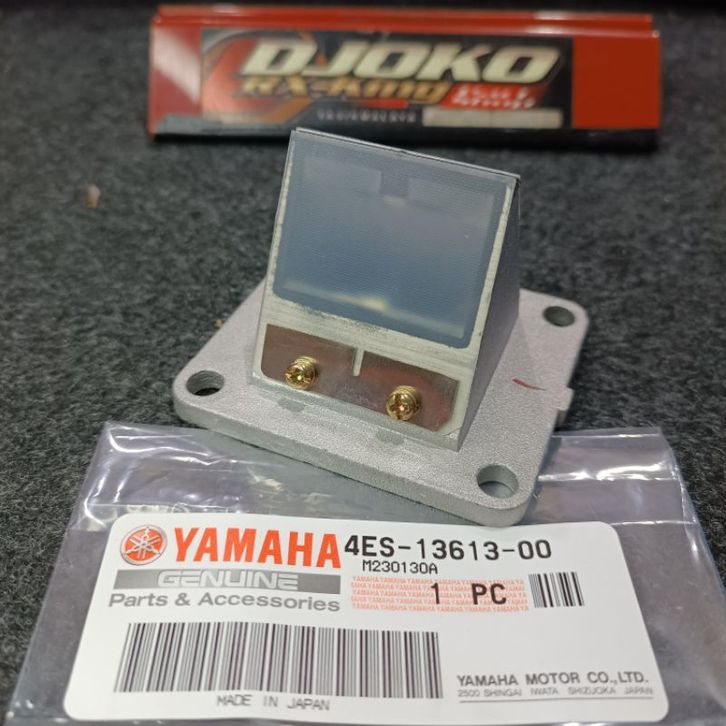 DJOKO
RX-King
YAMAHA
4ES-13613-00
M230130A
GENUINE
Parts & Accessories
1 PC
YAMAHA MOTOR CO.,LTD.
2500 SHINGAI IWATA SHIZUOKA JAPAN
MADE IN JAPAN